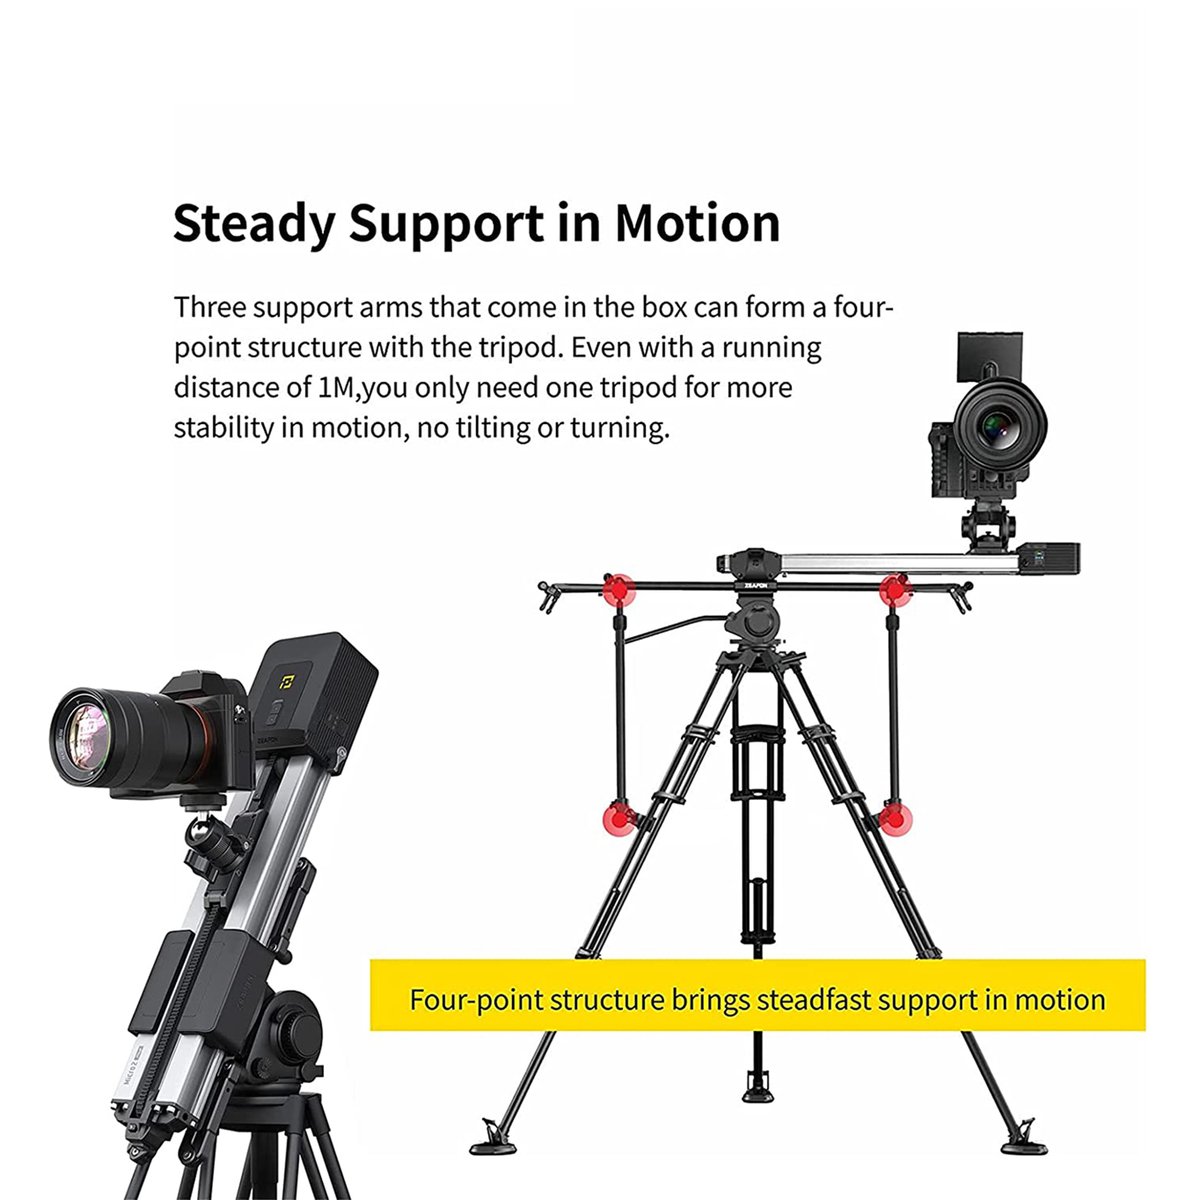 Steady Support in Motion
Three support arms that come in the box can form a four-
point structure with the tripod. Even with a running
distance of 1M,you only need one tripod for more
stability in motion, no tilting or turning.
ZEAPON
ZEAPON
Micro 2
Four-point structure brings steadfast support in motion